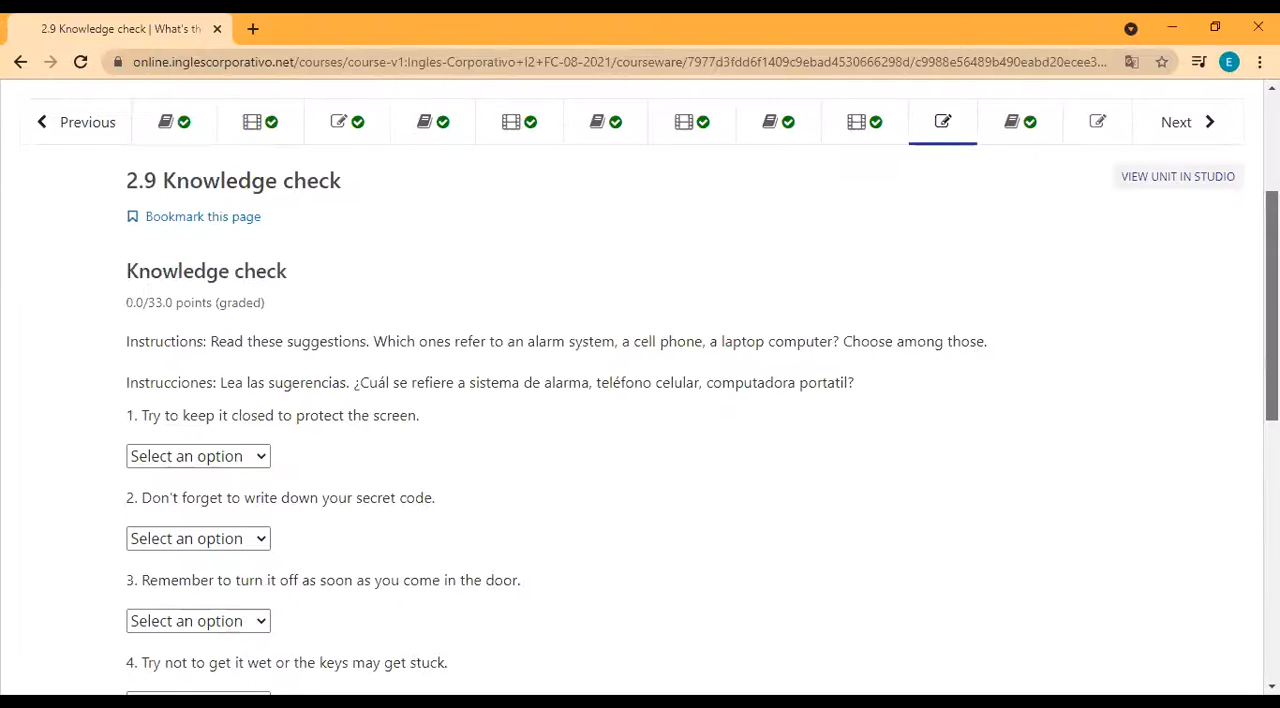 2.9 Knowledge check | What's th
online.inglescorporativo.net/courses/course-v1:Ingles-Corporativo+I2+FC-08-2021/courseware/7977d3fdd6f1409c9ebad4530666298d/c9988e56489b490eabd20ecee3...
E
Previous
Next
2.9 Knowledge check
VIEW UNIT IN STUDIO
Bookmark this page
Knowledge check
0.0/33.0 points (graded)
Instructions: Read these suggestions. Which ones refer to an alarm system, a cell phone, a laptop computer? Choose among those.
Instrucciones: Lea las sugerencias. ¿Cuál se refiere a sistema de alarma, teléfono celular, computadora portatil?
1. Try to keep it closed to protect the screen.
Select an option
2. Don't forget to write down your secret code.
Select an option
3. Remember to turn it off as soon as you come in the door.
Select an option
4. Try not to get it wet or the keys may get stuck.